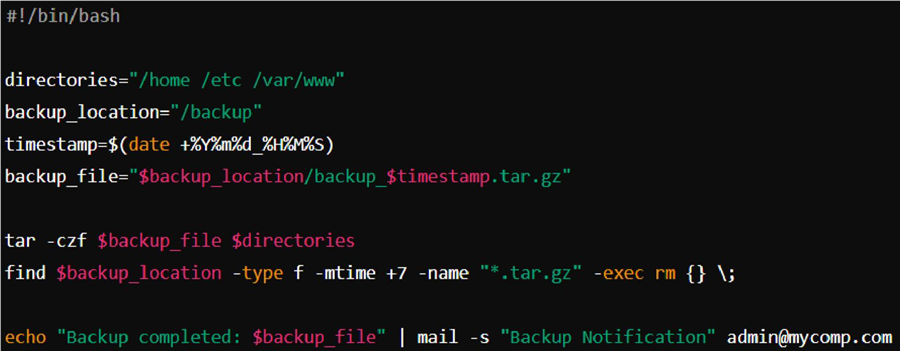 #!/bin/bash
directories="/home /etc /var/www"
backup_location="/backup"
timestamp=$(date +%Y%m%d_%H%M%S)
backup_file="$backup_location/backup_$timestamp.tar.gz"
tar -czf $backup_file $directories
find $backup_location -type f -mtime +7 -name "*.tar.gz" -exec rm {} \;
echo "Backup completed: $backup_file" | mail -s "Backup Notification" admin@mycomp.com